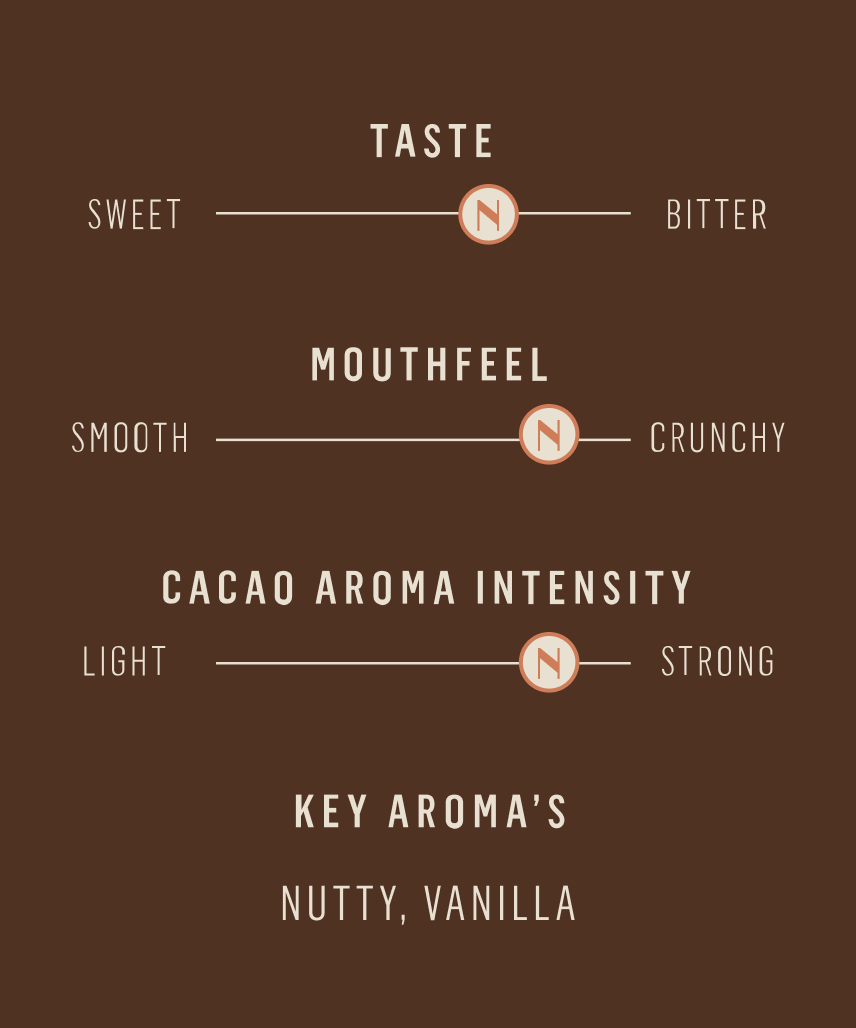 TASTE
SWEET N BITTER
MOUTHFEEL
SMOOTH N CRUNCHY
CACAO AROMA INTENSITY
LIGHT N STRONG
KEY AROMA’S
NUTTY, VANILLA